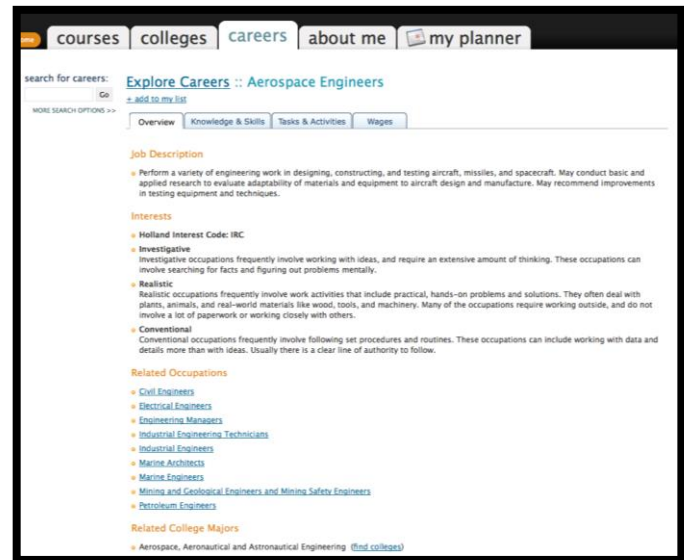 home
courses
colleges
careers
about me
my planner
search for careers:
Go
MORE SEARCH OPTIONS >>
Explore Careers :: Aerospace Engineers
+ add to my list
Overview
Knowledge & Skills
Tasks & Activities
Wages
Job Description
Perform a variety of engineering work in designing, constructing, and testing aircraft, missiles, and spacecraft. May conduct basic and
applied research to evaluate adaptability of materials and equipment to aircraft design and manufacture. May recommend improvements
in testing equipment and techniques.
Interests
Holland Interest Code: IRC
Investigative
Investigative occupations frequently involve working with ideas, and require an extensive amount of thinking. These occupations can
involve searching for facts and figuring out problems mentally.
Realistic
Realistic occupations frequently involve work activities that include practical, hands-on problems and solutions. They often deal with
plants, animals, and real-world materials like wood, tools, and machinery. Many of the occupations require working outside, and do not
involve a lot of paperwork or working closely with others.
Conventional
Conventional occupations frequently involve following set procedures and routines. These occupations can include working with data and
details more than with ideas. Usually there is a clear line of authority to follow.
Related Occupations
Civil Engineers
Electrical Engineers
Engineering Managers
Industrial Engineering Technicians
Industrial Engineers
Marine Architects
Marine Engineers
Mining and Geological Engineers and Mining Safety Engineers
Petroleum Engineers
Related College Majors
Aerospace, Aeronautical and Astronautical Engineering (find colleges)